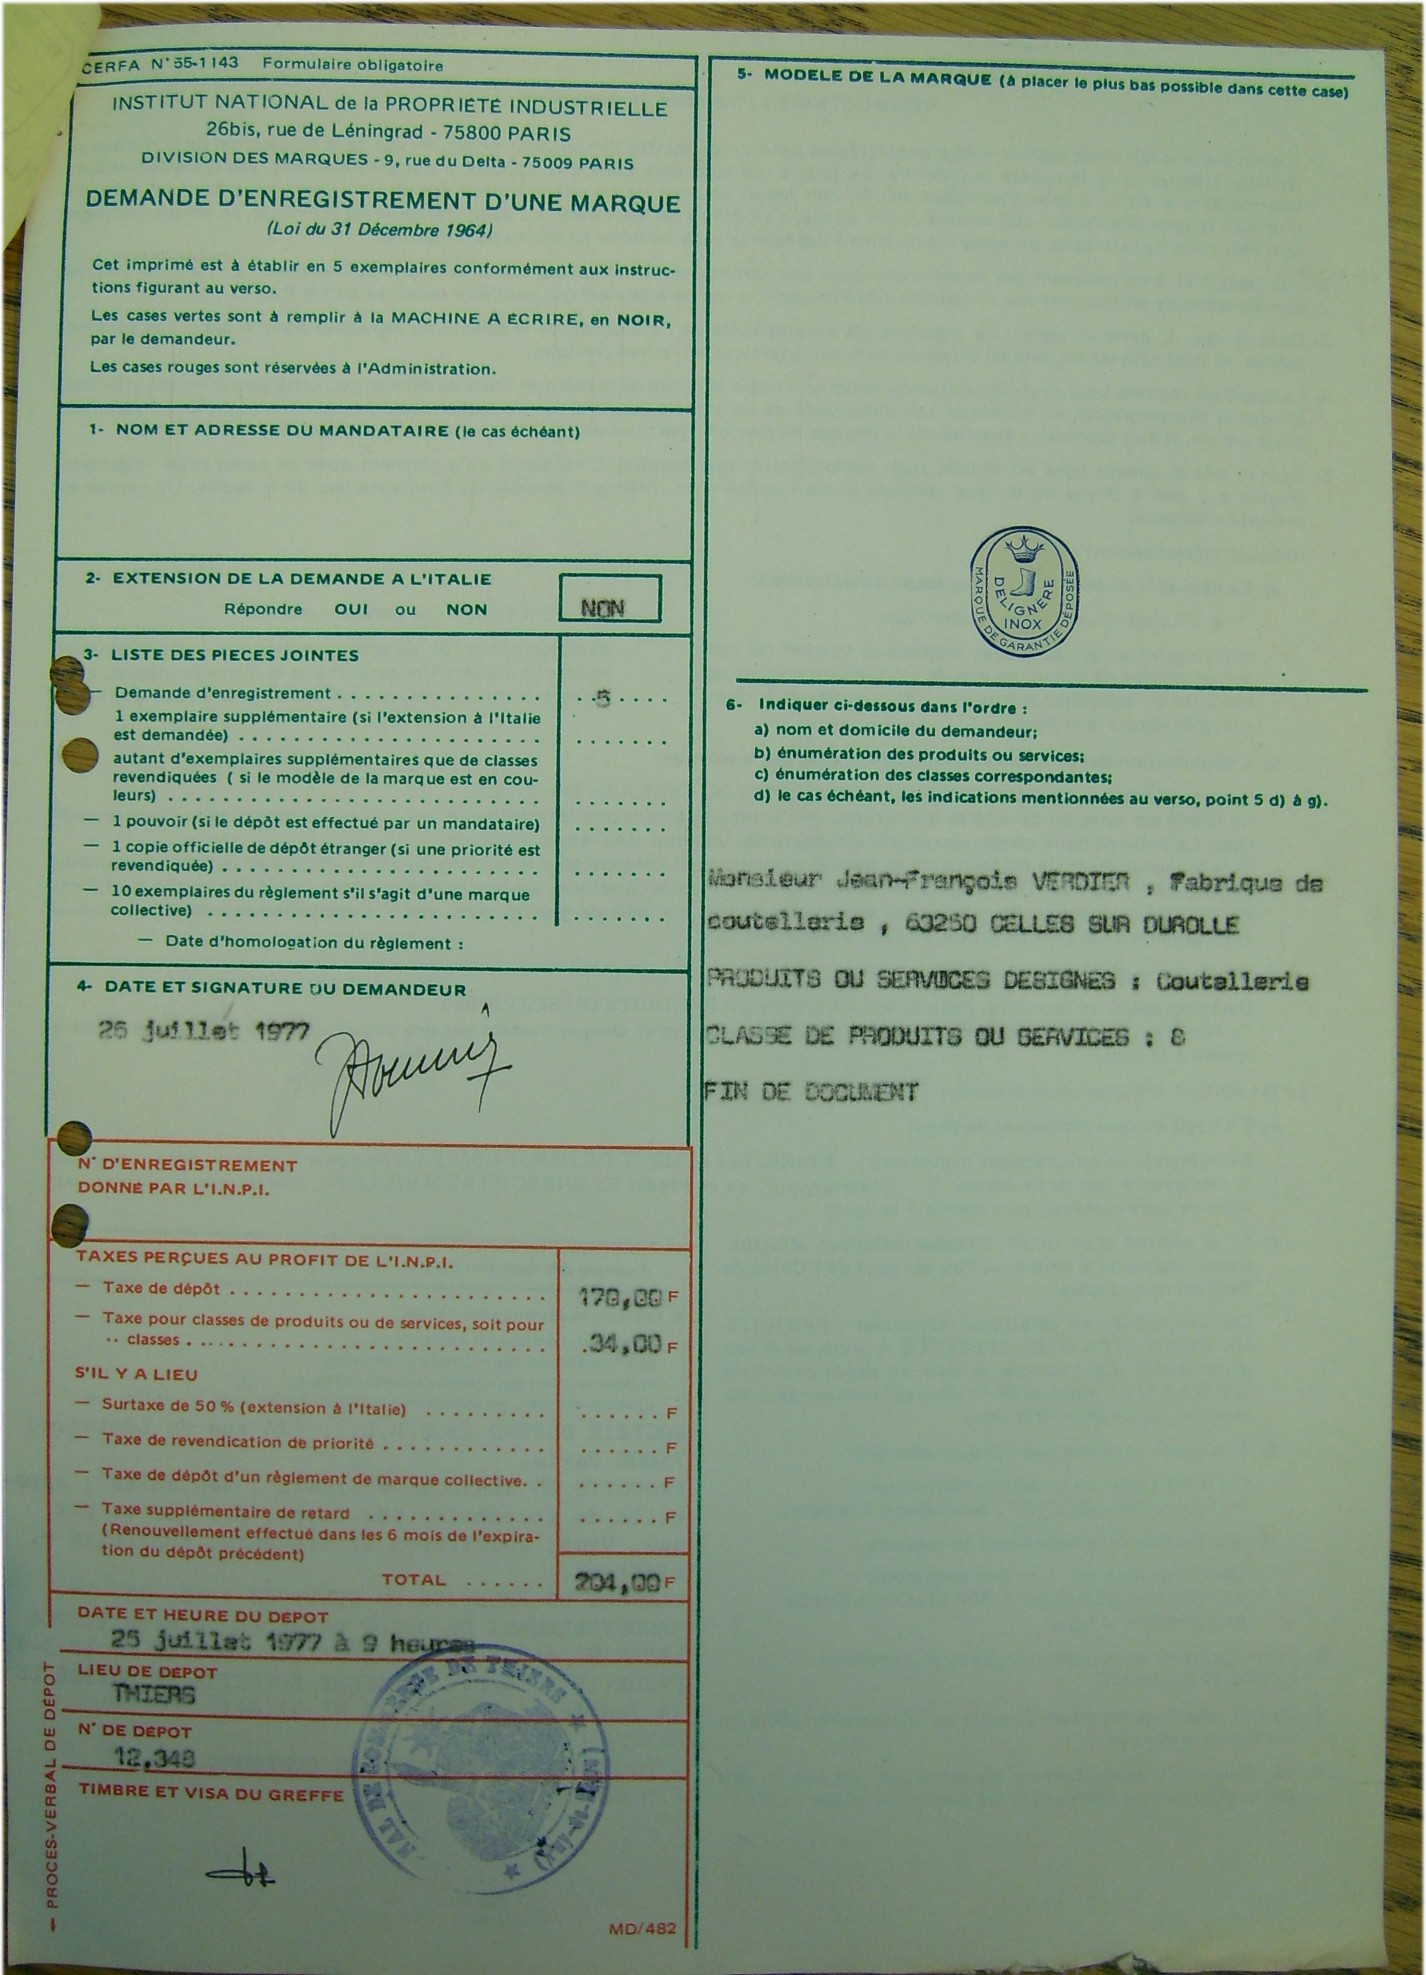 CERFA N° 55-1143 Formulaire obligatoire
INSTITUT NATIONAL de la PROPRIÉTÉ INDUSTRIELLE
26bis, rue de Léningrad - 75800 PARIS
DIVISION DES MARQUES - 9, rue du Delta - 75009 PARIS
DEMANDE D'ENREGISTREMENT D'UNE MARQUE
(Loi du 31 Décembre 1964)
Cet imprimé est à établir en 5 exemplaires conformément aux instruc-
tions figurant au verso.
Les cases vertes sont à remplir à la MACHINE A ECRIRE, en NOIR,
par le demandeur.
Les cases rouges sont réservées à l'Administration.
1- NOM ET ADRESSE DU MANDATAIRE (le cas échéant)
2- EXTENSION DE LA DEMANDE A L'ITALIE
Répondre OUI ou NON
NON
3- LISTE DES PIECES JOINTES
— Demande d'enregistrement . . . . . . . . . . . . . . . 5 . . . .
1 exemplaire supplémentaire (si l'extension à l'Italie
est demandée) . . . . . . . . . . . . . . . . . . . . . .
autant d'exemplaires supplémentaires que de classes
revendiquées ( si le modèle de la marque est en cou-
leurs) . . . . . . . . . . . . . . . . . . . . . . . . . .
— 1 pouvoir (si le dépôt est effectué par un mandataire)
— 1 copie officielle de dépôt étranger (si une priorité est
revendiquée) . . . . . . . . . . . . . . . . . . . . . . .
— 10 exemplaires du règlement s'il s'agit d'une marque
collective) . . . . . . . . . . . . . . . . . . . . . . . .
— Date d'homologation du règlement :
4- DATE ET SIGNATURE DU DEMANDEUR
25 juillet 1977
N° D'ENREGISTREMENT
DONNÉ PAR L'I.N.P.I.
TAXES PERÇUES AU PROFIT DE L'I.N.P.I.
— Taxe de dépôt . . . . . . . . . . . . . . . . . . . . . . . 170,00 F
— Taxe pour classes de produits ou de services, soit pour
.. classes . . . . . . . . . . . . . . . . . . . . . . . . . . 34,00 F
S'IL Y A LIEU
— Surtaxe de 50 % (extension à l'Italie) . . . . . . . . . . . . . . . F
— Taxe de revendication de priorité . . . . . . . . . . . . . . . . . . F
— Taxe de dépôt d'un règlement de marque collective. . . . . . . . F
— Taxe supplémentaire de retard . . . . . . . . . . . . . . . . . . . F
(Renouvellement effectué dans les 6 mois de l'expira-
tion du dépôt précédent)
TOTAL . . . . . . 204,00 F
DATE ET HEURE DU DEPOT
25 juillet 1977 à 9 heures
LIEU DE DEPOT
THIERS
N° DE DEPOT
12.348
TIMBRE ET VISA DU GREFFE
NAL DE COMMERCE DE THIERS
— PROCES-VERBAL DE DÉPOT
MD/482
5- MODELE DE LA MARQUE (à placer le plus bas possible dans cette case)
DELIGNERE
INOX
MARQUE DE GARANTIE DÉPOSÉE
6- Indiquer ci-dessous dans l'ordre :
a) nom et domicile du demandeur;
b) énumération des produits ou services;
c) énumération des classes correspondantes;
d) le cas échéant, les indications mentionnées au verso, point 5 d) à g).
Monsieur Jean-François VERDIER , Fabrique de
coutellerie , 63250 CELLES SUR DUROLLE
PRODUITS OU SERVICES DESIGNES : Coutellerie
CLASSE DE PRODUITS OU SERVICES : 8
FIN DE DOCUMENT